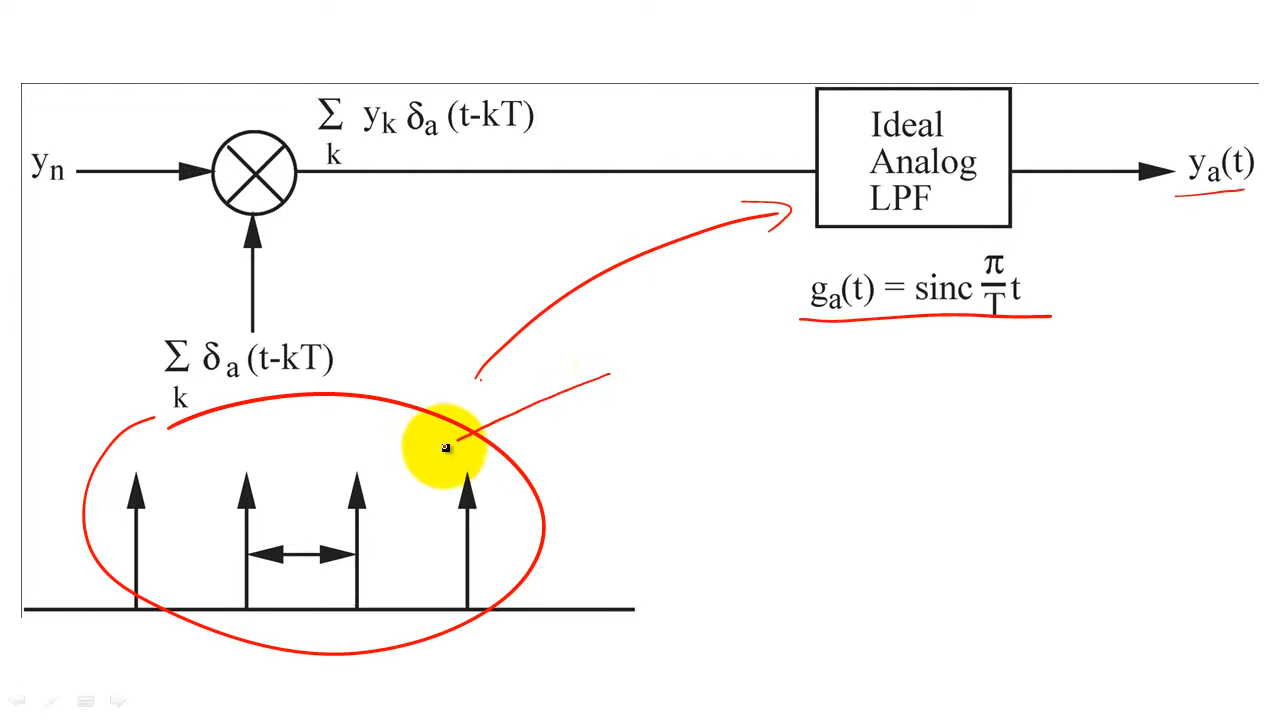 Σ y_k δ_a (t-kT)
k
y_n
Ideal
Analog
LPF
y_a(t)
g_a(t) = sinc π/T t
Σ δ_a (t-kT)
k